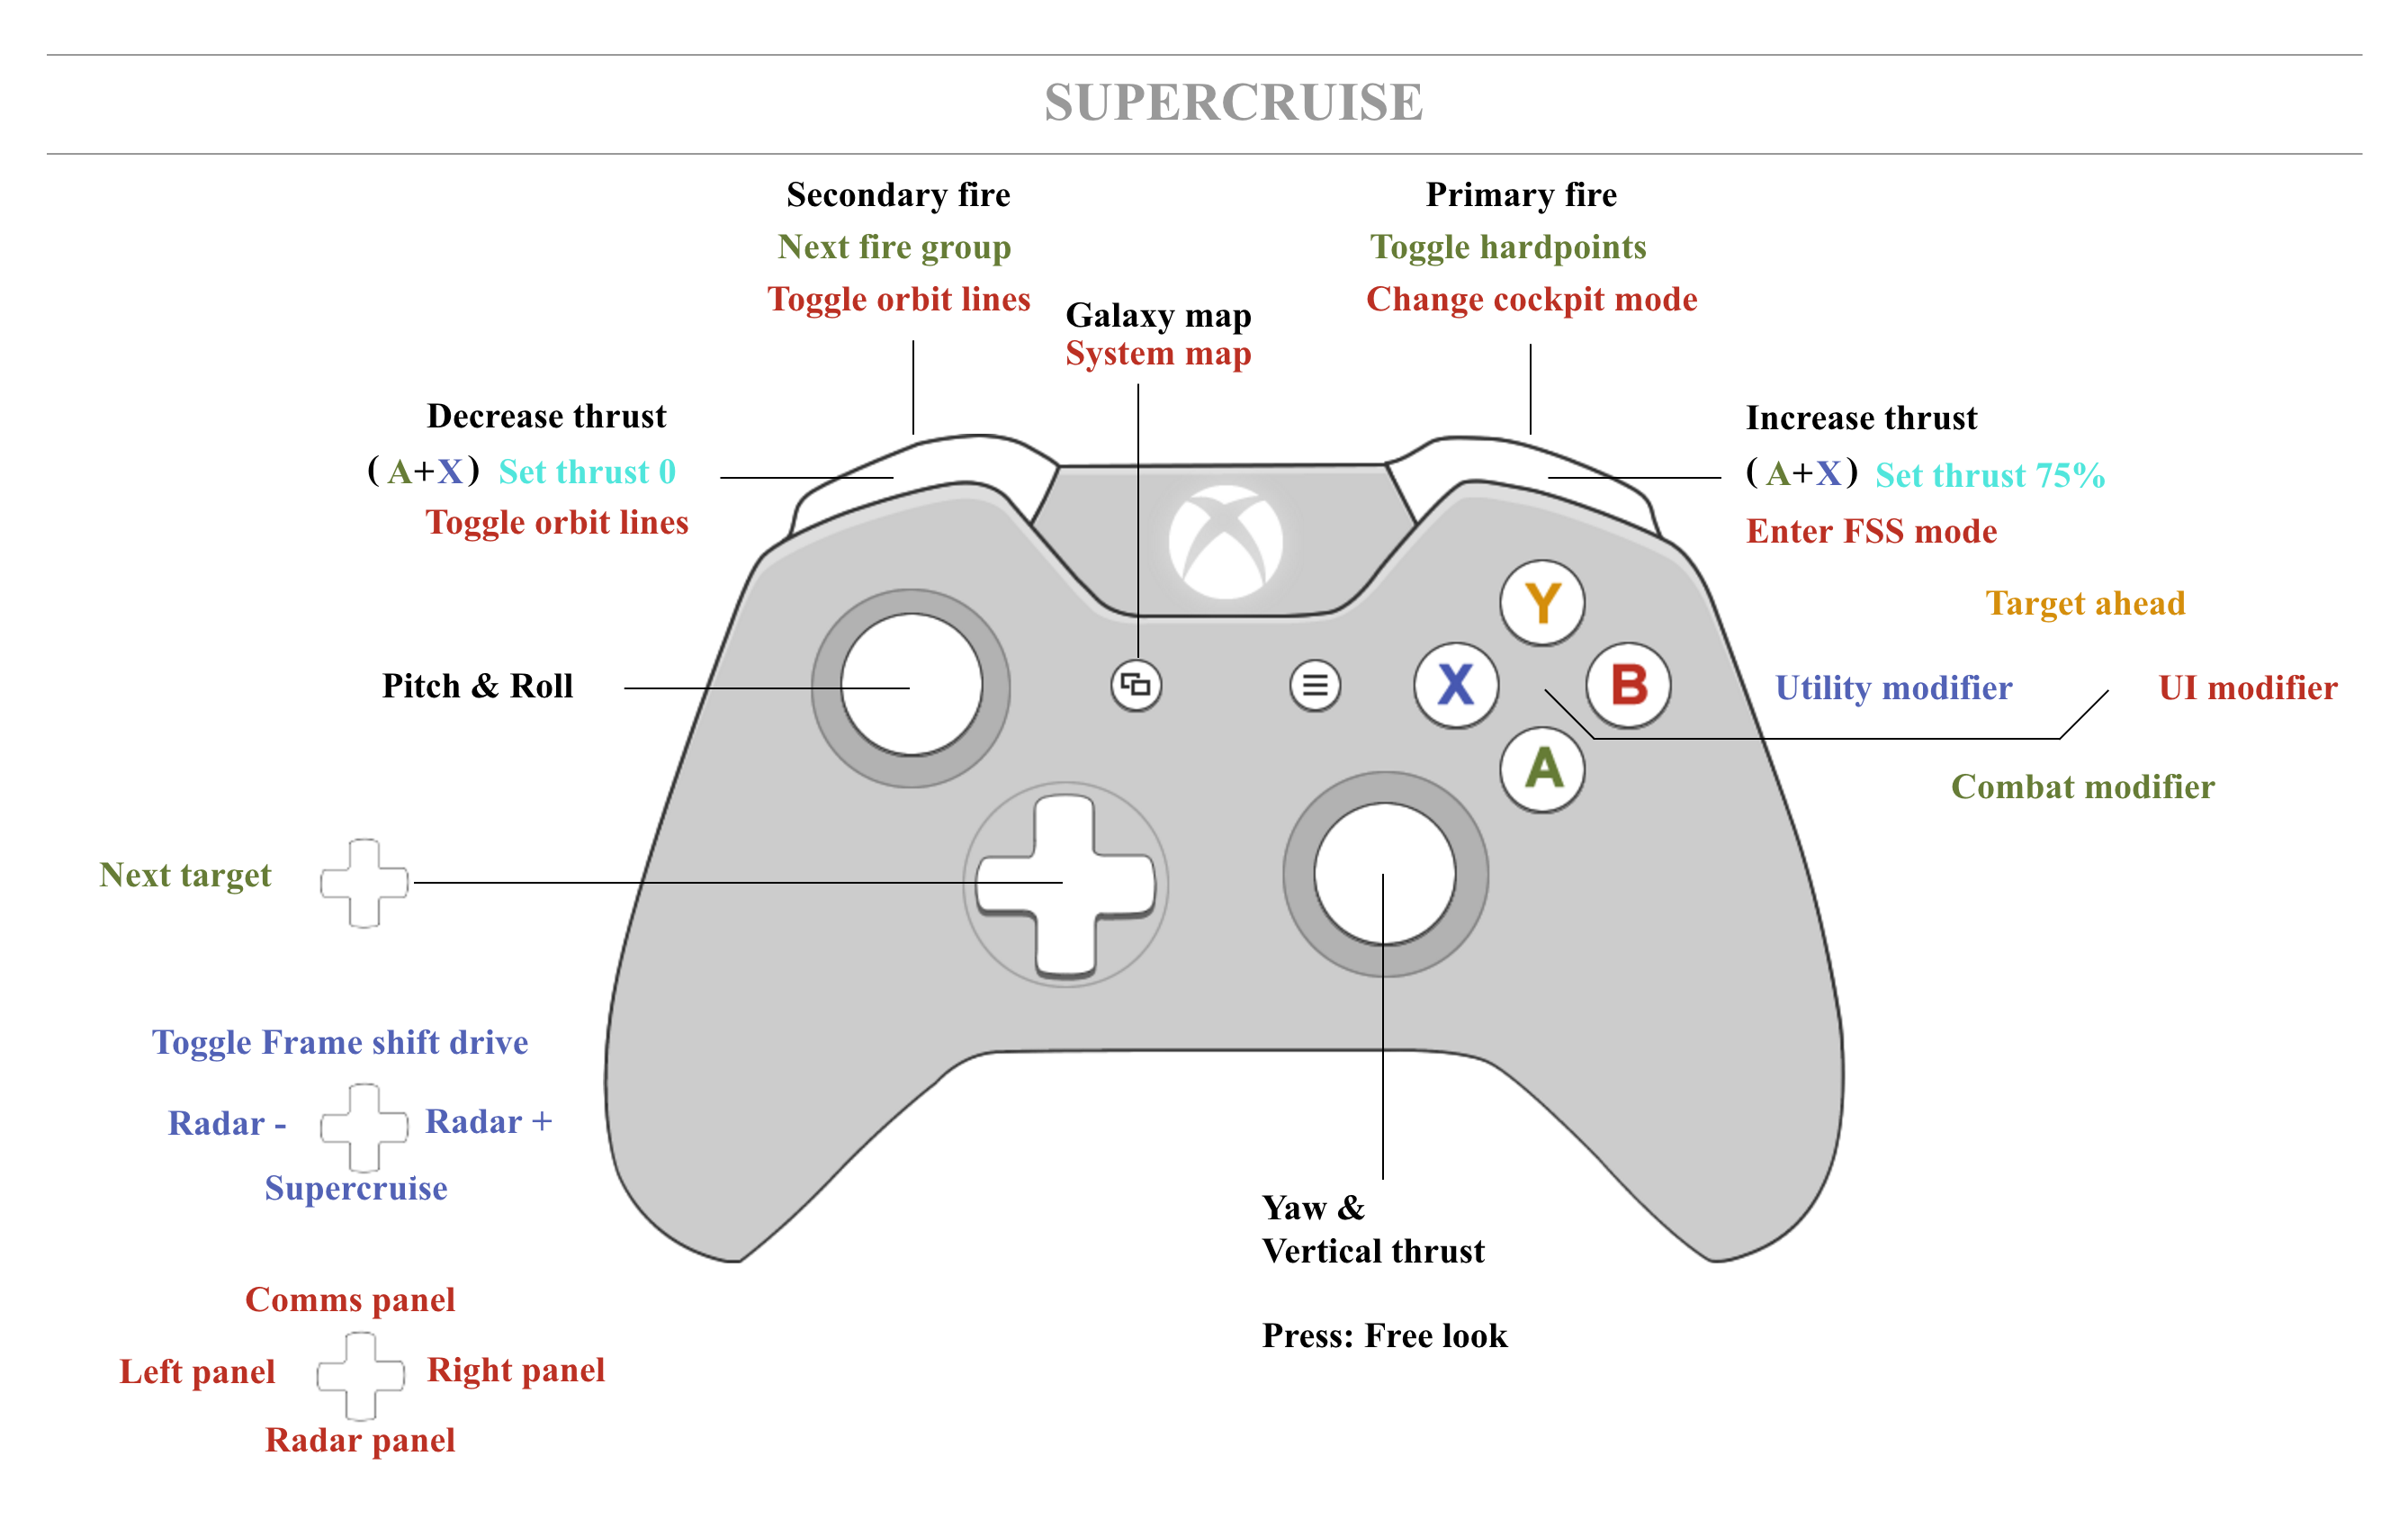 SUPERCRUISE
Secondary fire
Next fire group
Toggle orbit lines
Primary fire
Toggle hardpoints
Change cockpit mode
Galaxy map
System map
Decrease thrust
( A+X ) Set thrust 0
Toggle orbit lines
Increase thrust
( A+X ) Set thrust 75%
Enter FSS mode
Y
Target ahead
Pitch & Roll
X
B
Utility modifier
UI modifier
A
Combat modifier
Next target
Toggle Frame shift drive
Radar -
Radar +
Supercruise
Yaw &
Vertical thrust
Press: Free look
Comms panel
Left panel
Right panel
Radar panel